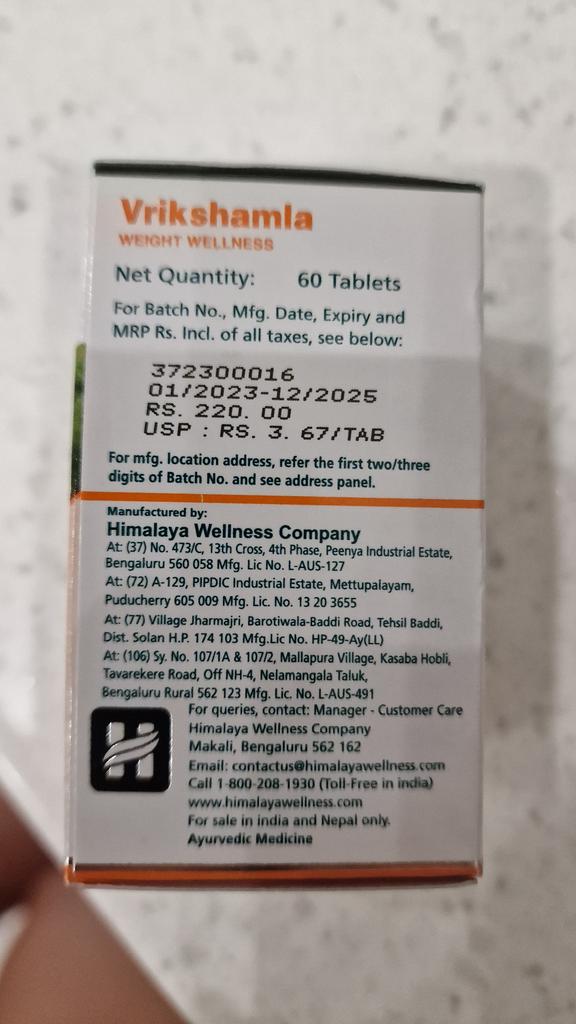 Vrikshamla
WEIGHT WELLNESS
Net Quantity: 60 Tablets
For Batch No., Mfg. Date, Expiry and
MRP Rs. Incl. of all taxes, see below:
372300016
01/2023-12/2025
RS. 220. 00
USP : RS. 3. 67/TAB
For mfg. location address, refer the first two/three
digits of Batch No. and see address panel.
Manufactured by:
Himalaya Wellness Company
At: (37) No. 473/C, 13th Cross, 4th Phase, Peenya Industrial Estate,
Bengaluru 560 058 Mfg. Lic No. L-AUS-127
At: (72) A-129, PIPDIC Industrial Estate, Mettupalayam,
Puducherry 605 009 Mfg. Lic. No. 13 20 3655
At: (77) Village Jharmajri, Barotiwala-Baddi Road, Tehsil Baddi,
Dist. Solan H.P. 174 103 Mfg.Lic No. HP-49-Ay(LL)
At: (106) Sy. No. 107/1A & 107/2, Mallapura Village, Kasaba Hobli,
Tavarekere Road, Off NH-4, Nelamangala Taluk,
Bengaluru Rural 562 123 Mfg. Lic. No. L-AUS-491
For queries, contact: Manager - Customer Care
Himalaya Wellness Company
Makali, Bengaluru 562 162
Email: contactus@himalayawellness.com
Call 1-800-208-1930 (Toll-Free in india)
www.himalayawellness.com
For sale in india and Nepal only.
Ayurvedic Medicine